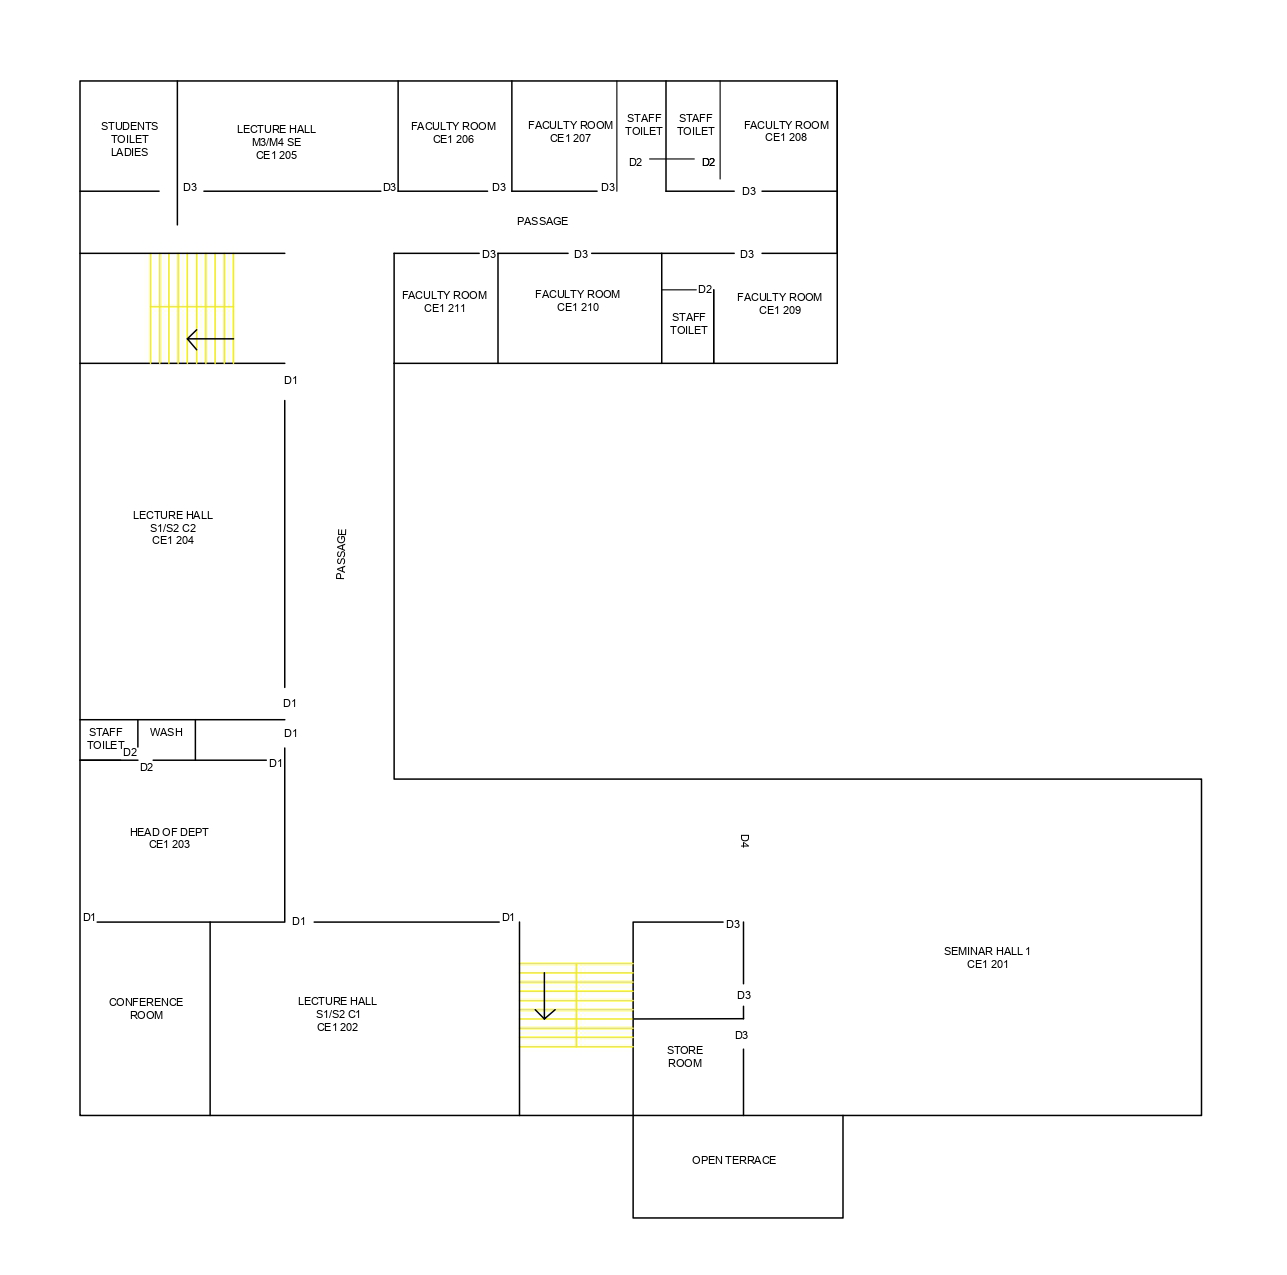 STUDENTS
TOILET
LADIES
LECTURE HALL
M3/M4 SE
CE1 205
FACULTY ROOM
CE1 206
FACULTY ROOM
CE1 207
STAFF
TOILET
STAFF
TOILET
FACULTY ROOM
CE1 208
D2
D2
D3
D3
D3
D3
D3
PASSAGE
D3
D3
D3
FACULTY ROOM
CE1 211
FACULTY ROOM
CE1 210
D2
STAFF
TOILET
FACULTY ROOM
CE1 209
D1
LECTURE HALL
S1/S2 C2
CE1 204
PASSAGE
D1
STAFF
TOILET
WASH
D1
D2
D2
D1
HEAD OF DEPT
CE1 203
D4
D1
D1
D1
D3
SEMINAR HALL 1
CE1 201
CONFERENCE
ROOM
LECTURE HALL
S1/S2 C1
CE1 202
D3
D3
STORE
ROOM
OPEN TERRACE